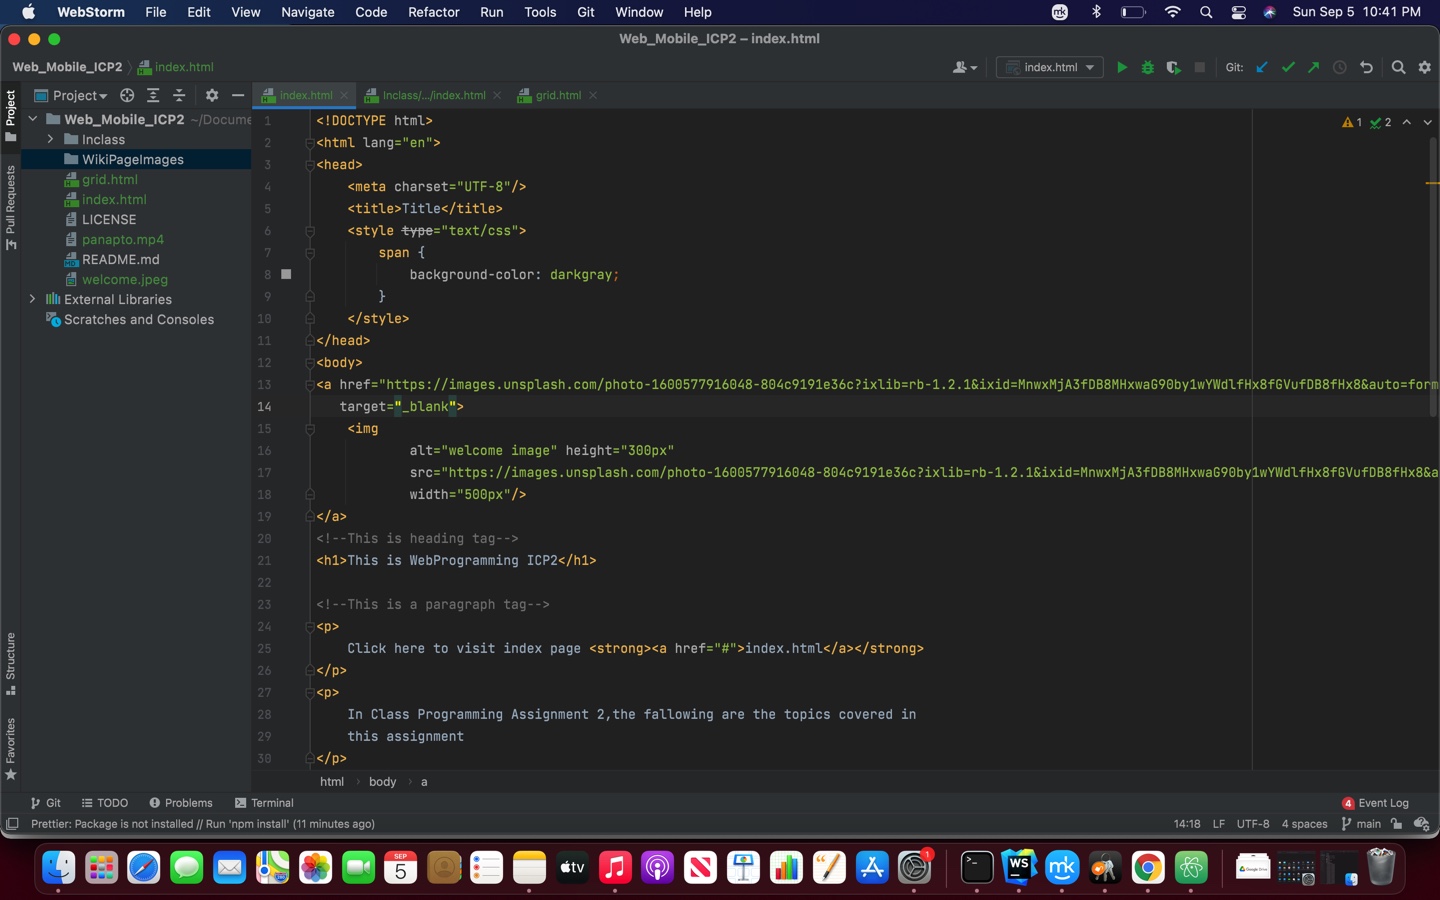 WebStorm File Edit View Navigate Code Refactor Run Tools Git Window Help mk Sun Sep 5 10:41 PM
Web_Mobile_ICP2 – index.html
Web_Mobile_ICP2 index.html index.html Git:
Project Project index.html Inclass/.../index.html grid.html
Web_Mobile_ICP2 ~/Docume
Inclass
WikiPageImages
grid.html
index.html
LICENSE
panapto.mp4
README.md
welcome.jpeg
External Libraries
Scratches and Consoles
Pull Requests
Structure
Favorites
1 2
1 <!DOCTYPE html>
2 <html lang="en">
3 <head>
4 <meta charset="UTF-8"/>
5 <title>Title</title>
6 <style type="text/css">
7 span {
8 background-color: darkgray;
9 }
10 </style>
11 </head>
12 <body>
13 <a href="https://images.unsplash.com/photo-1600577916048-804c9191e36c?ixlib=rb-1.2.1&ixid=MnwxMjA3fDB8MHxwaG90by1wYWdlfHx8fGVufDB8fHx8&auto=form
14 target="_blank">
15 <img
16 alt="welcome image" height="300px"
17 src="https://images.unsplash.com/photo-1600577916048-804c9191e36c?ixlib=rb-1.2.1&ixid=MnwxMjA3fDB8MHxwaG90by1wYWdlfHx8fGVufDB8fHx8&a
18 width="500px"/>
19 </a>
20 <!--This is heading tag-->
21 <h1>This is WebProgramming ICP2</h1>
22
23 <!--This is a paragraph tag-->
24 <p>
25 Click here to visit index page <strong><a href="#">index.html</a></strong>
26 </p>
27 <p>
28 In Class Programming Assignment 2,the fallowing are the topics covered in
29 this assignment
30 </p>
html body a
Git TODO Problems Terminal 4 Event Log
Prettier: Package is not installed // Run 'npm install' (11 minutes ago) 14:18 LF UTF-8 4 spaces main
SEP 5 tv 1 WS mk Google Drive